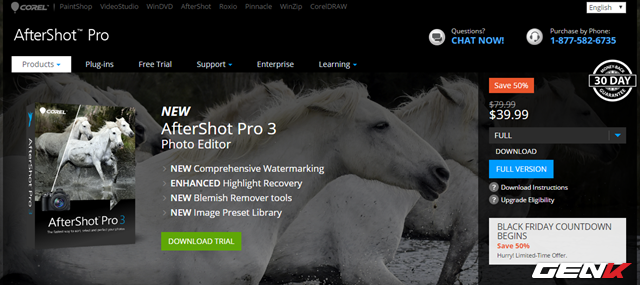 COREL | PaintShop VideoStudio WinDVD AfterShot Roxio Pinnacle WinZip CorelDRAW English
AfterShot™ Pro
Questions?
CHAT NOW!
Purchase by Phone:
1-877-582-6735
Products Plug-ins Free Trial Support Enterprise Learning
MONEY BACK
30 DAY
GUARANTEE
Save 50%
$79.99
$39.99
FULL
DOWNLOAD
FULL VERSION
? Download Instructions
? Upgrade Eligibility
BLACK FRIDAY COUNTDOWN
BEGINS
Save 50%
Hurry! Limited-Time Offer.
NEW
AfterShot Pro 3
Photo Editor
NEW Comprehensive Watermarking
ENHANCED Highlight Recovery
NEW Blemish Remover tools
NEW Image Preset Library
DOWNLOAD TRIAL
COREL
AfterShot Pro 3
AfterShot Pro 3
GENK